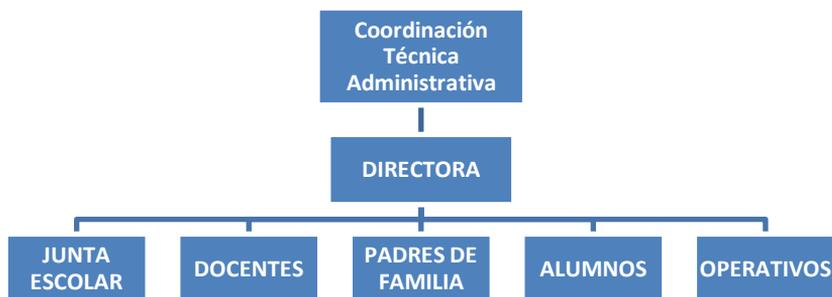 Coordinación
Técnica
Administrativa
DIRECTORA
JUNTA
ESCOLAR
DOCENTES
PADRES DE
FAMILIA
ALUMNOS
OPERATIVOS